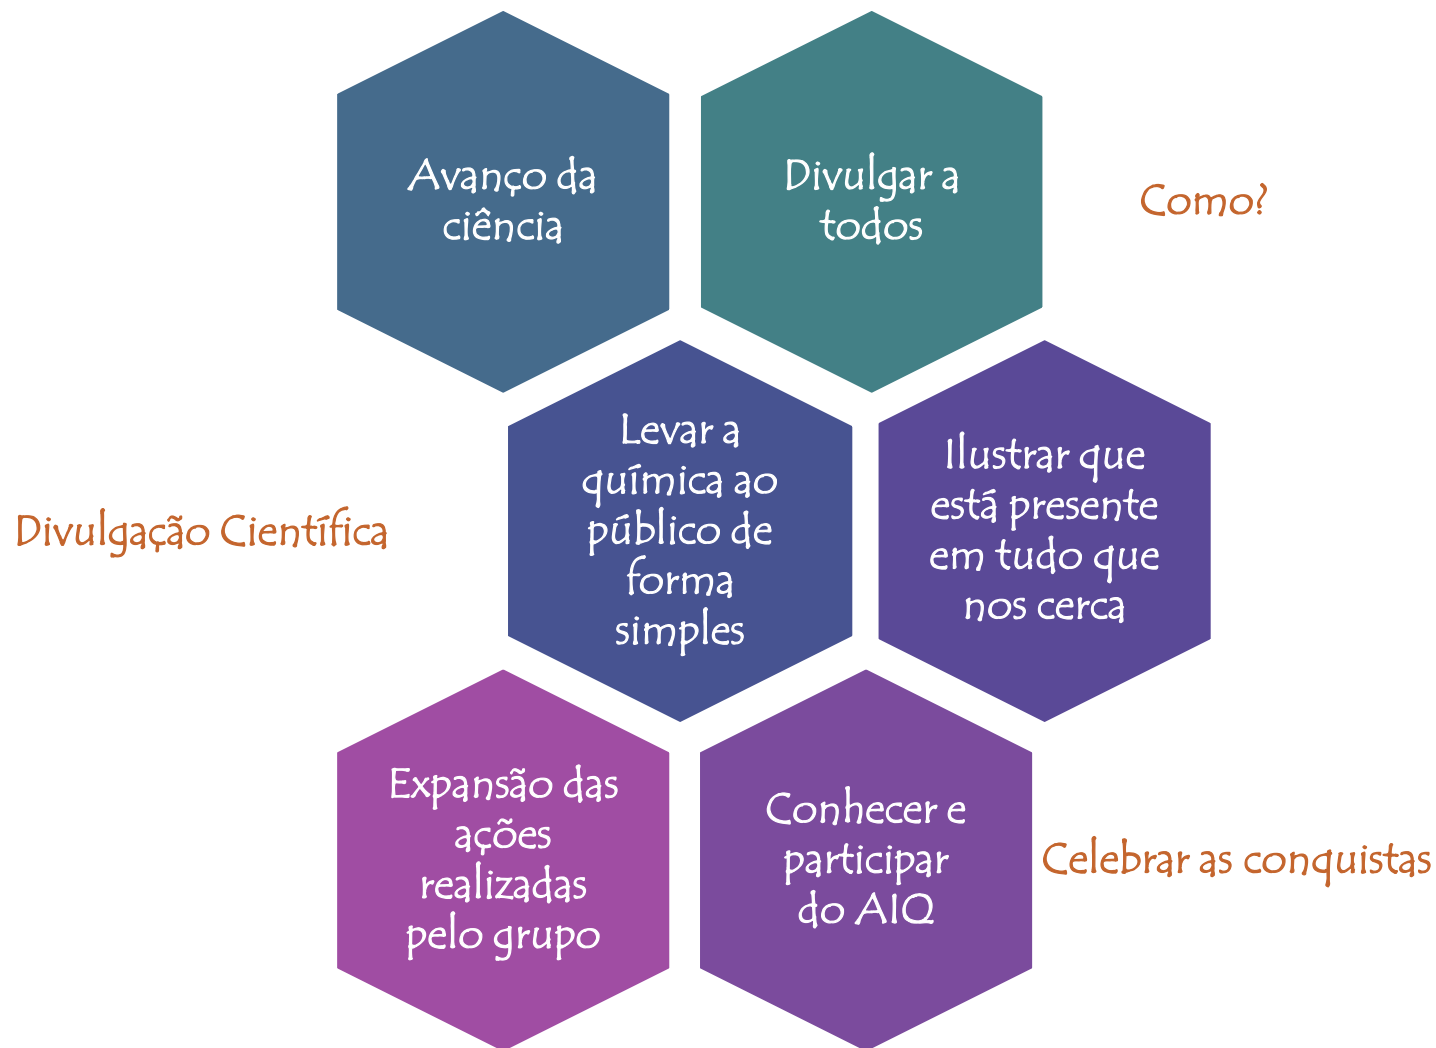 Avanço da
ciência
Divulgar a
todos
Como?
Divulgação Científica
Levar a
química ao
público de
forma
simples
Ilustrar que
está presente
em tudo que
nos cerca
Expansão das
ações
realizadas
pelo grupo
Conhecer e
participar
do AIQ
Celebrar as conquistas